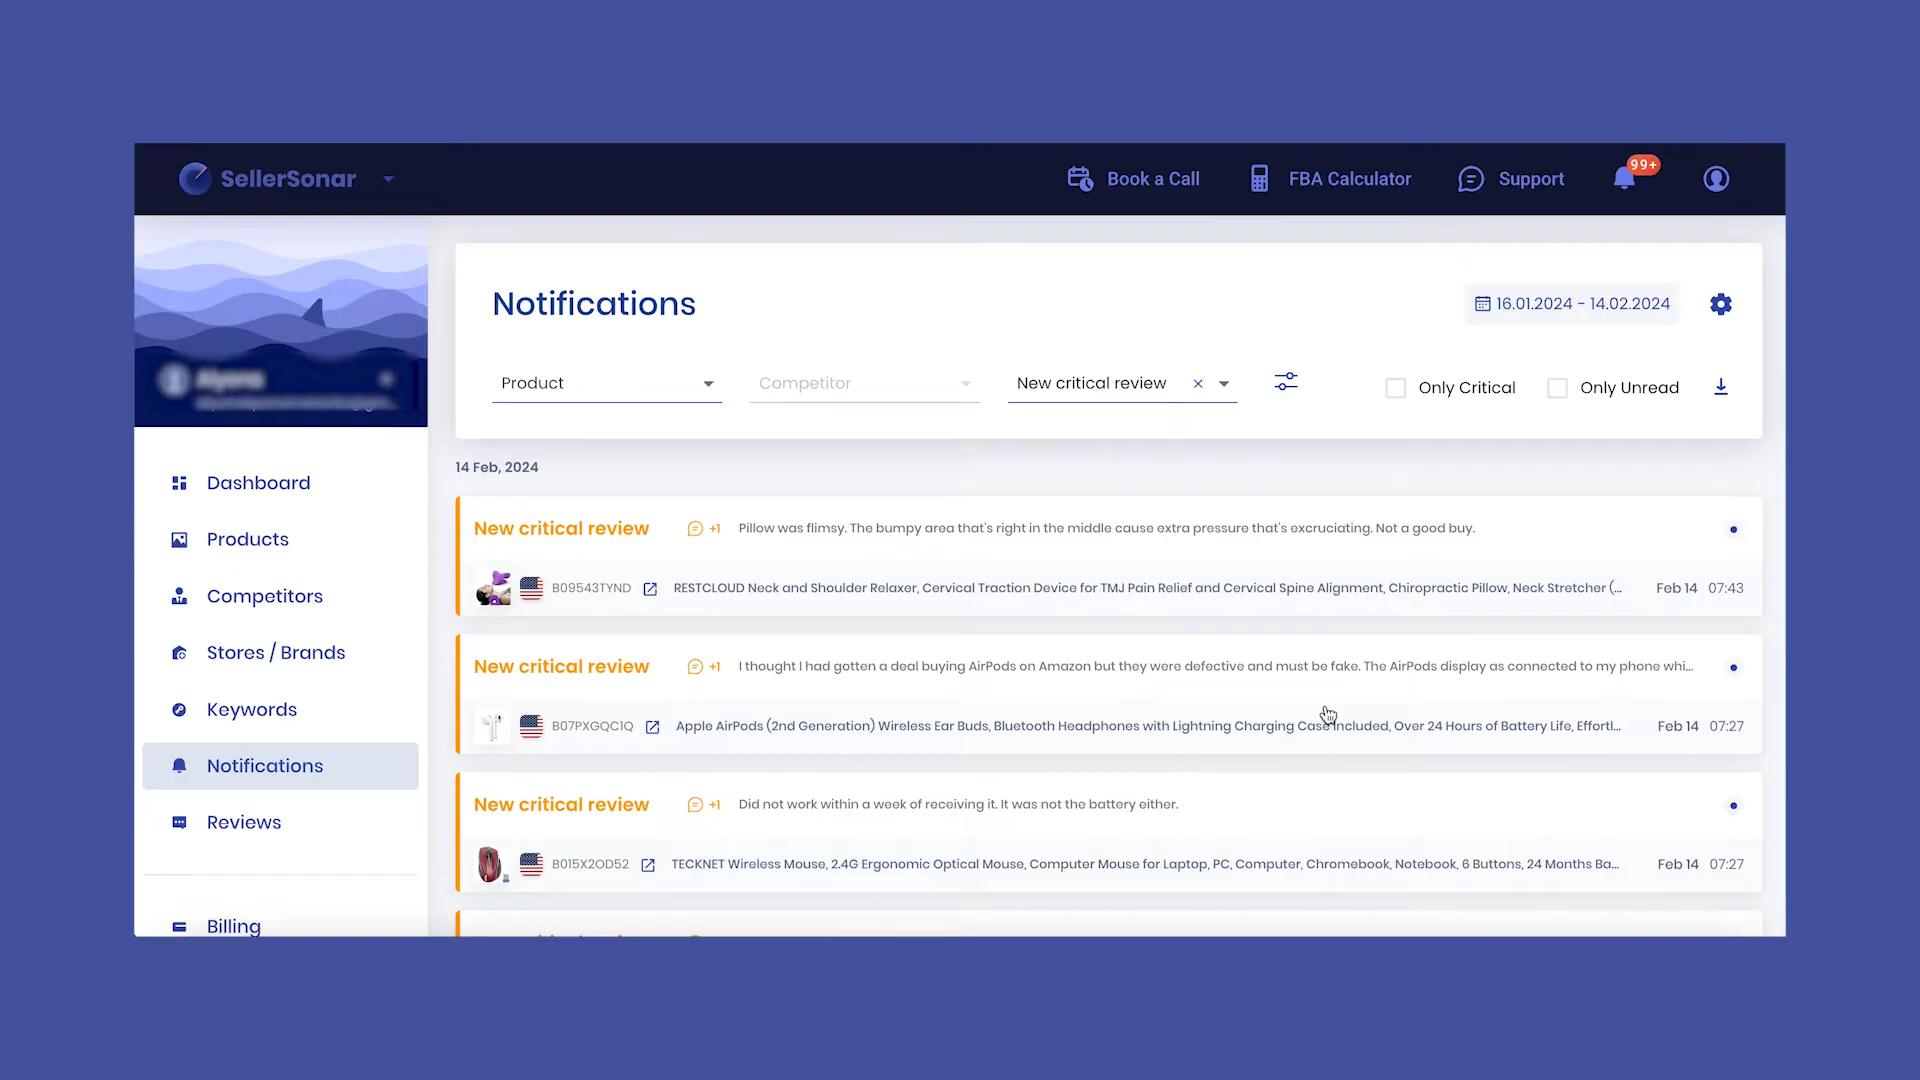 SellerSonar
Book a Call
FBA Calculator
Support
99+
Notifications
16.01.2024 - 14.02.2024
Product
Competitor
New critical review
Only Critical
Only Unread
Dashboard
Products
Competitors
Stores / Brands
Keywords
Notifications
Reviews
Billing
14 Feb, 2024
New critical review +1 Pillow was flimsy. The bumpy area that's right in the middle cause extra pressure that's excruciating. Not a good buy.
B09543TYND RESTCLOUD Neck and Shoulder Relaxer, Cervical Traction Device for TMJ Pain Relief and Cervical Spine Alignment, Chiropractic Pillow, Neck Stretcher (... Feb 14 07:43
New critical review +1 I thought I had gotten a deal buying AirPods on Amazon but they were defective and must be fake. The AirPods display as connected to my phone whi...
B07PXGQC1Q Apple AirPods (2nd Generation) Wireless Ear Buds, Bluetooth Headphones with Lightning Charging Case Included, Over 24 Hours of Battery Life, Effortl... Feb 14 07:27
New critical review +1 Did not work within a week of receiving it. It was not the battery either.
B015X2OD52 TECKNET Wireless Mouse, 2.4G Ergonomic Optical Mouse, Computer Mouse for Laptop, PC, Computer, Chromebook, Notebook, 6 Buttons, 24 Months Ba... Feb 14 07:27